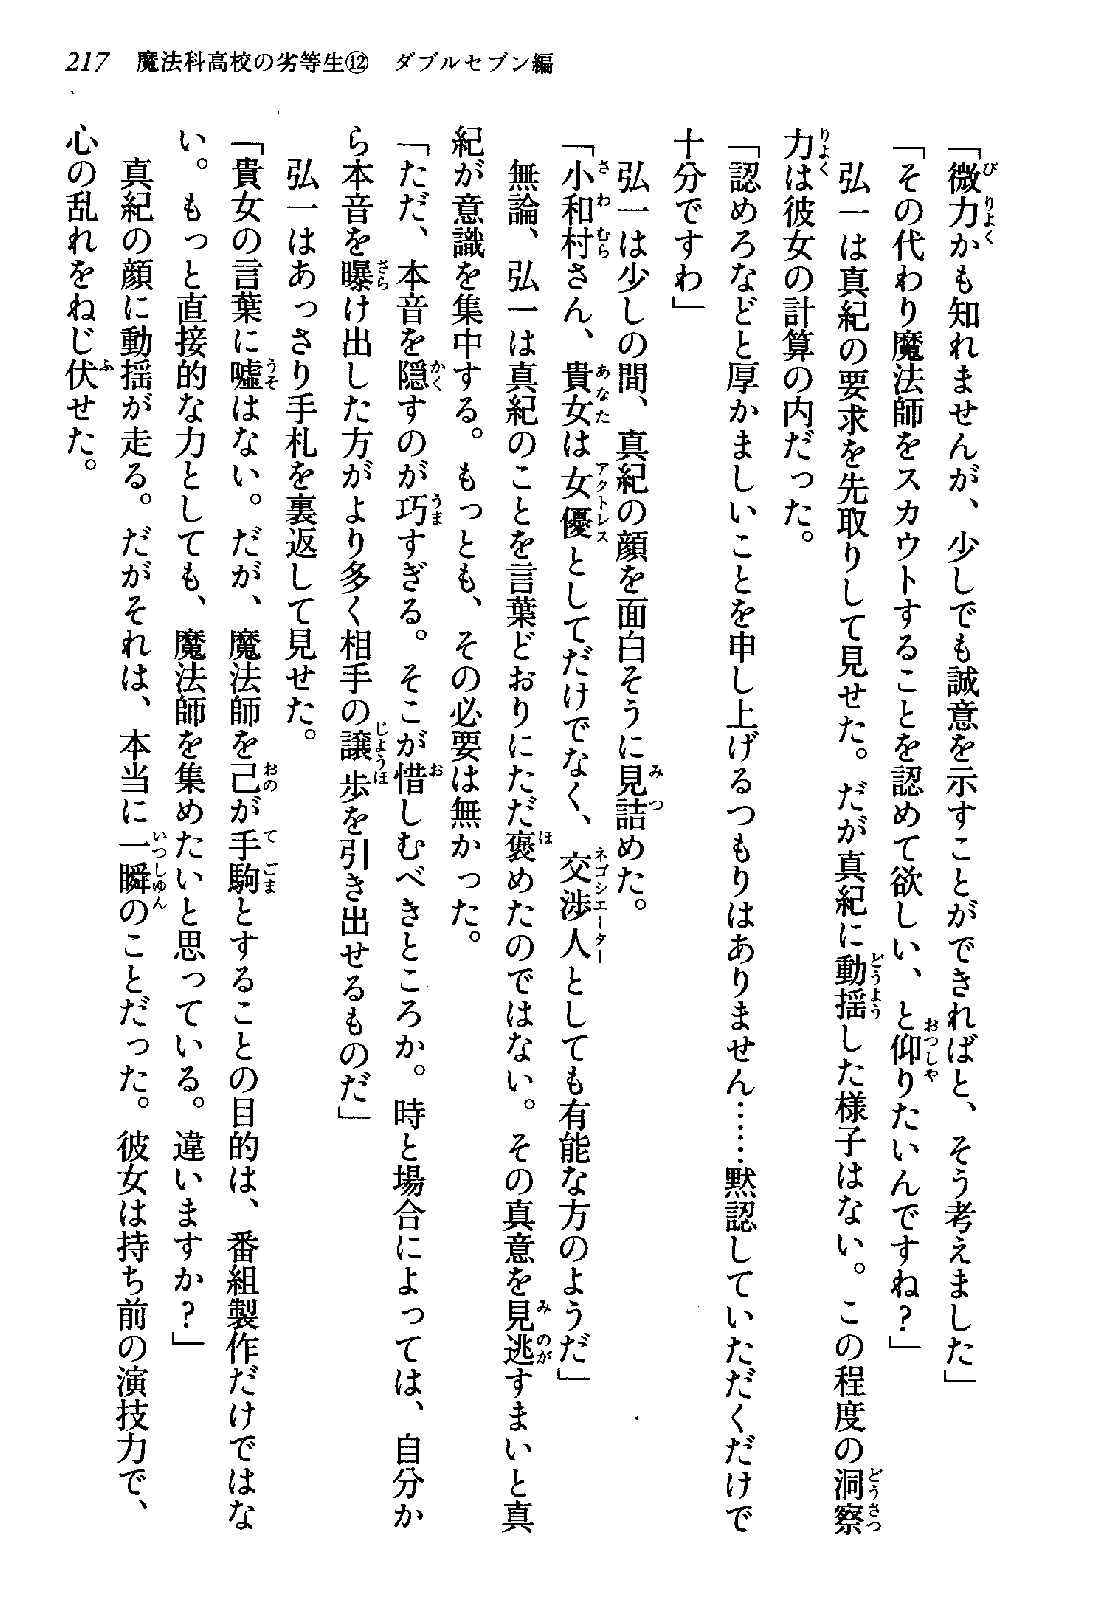 217　魔法科高校の劣等生⑫　ダブルセブン編
「微力かも知れませんが、少しでも誠意を示すことができればと、そう考えました」
「その代わり魔法師をスカウトすることを認めて欲しい、と仰りたいんですね？」
　弘一は真紀の要求を先取りして見せた。だが真紀に動揺した様子はない。この程度の洞察
力は彼女の計算の内だった。
「認めろなどと厚かましいことを申し上げるつもりはありません……黙認していただくだけで
十分ですわ」
　弘一は少しの間、真紀の顔を面白そうに見詰めた。
「小和村さん、貴女は女優としてだけでなく、交渉人としても有能な方のようだ」
　無論、弘一は真紀のことを言葉どおりにただ褒めたのではない。その真意を見逃すまいと真
紀が意識を集中する。もっとも、その必要は無かった。
「ただ、本音を隠すのが巧すぎる。そこが惜しむべきところか。時と場合によっては、自分か
ら本音を曝け出した方がより多く相手の譲歩を引き出せるものだ」
　弘一はあっさり手札を裏返して見せた。
「貴女の言葉に嘘はない。だが、魔法師を己が手駒とすることの目的は、番組製作だけではな
い。もっと直接的な力としても、魔法師を集めたいと思っている。違いますか？」
　真紀の顔に動揺が走る。だがそれは、本当に一瞬のことだった。彼女は持ち前の演技力で、
心の乱れをねじ伏せた。